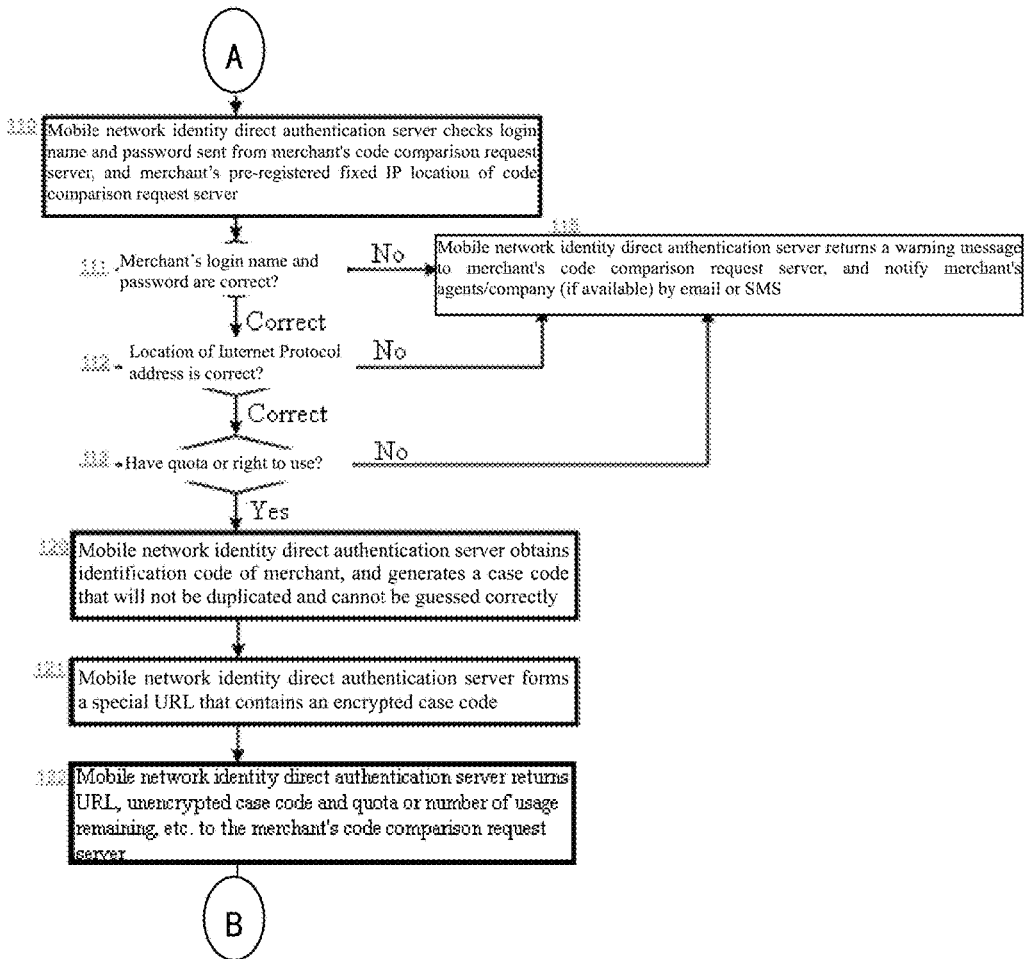 A
110
Mobile network identity direct authentication server checks login
name and password sent from merchant's code comparison request
server, and merchant's pre-registered fixed IP location of code
comparison request server
111
Merchant's login name and
password are correct?
No
Mobile network identity direct authentication server returns a warning message
to merchant's code comparison request server, and notify merchant's
agents/company (if available) by email or SMS
Correct
112
Location of Internet Protocol
address is correct?
No
Correct
Have quota or right to use?
No
Yes
120
Mobile network identity direct authentication server obtains
identification code of merchant, and generates a case code
that will not be duplicated and cannot be guessed correctly
121
Mobile network identity direct authentication server forms
a special URL that contains an encrypted case code
122
Mobile network identity direct authentication server returns
URL, unencrypted case code and quota or number of usage
remaining, etc. to the merchant's code comparison request
server
B